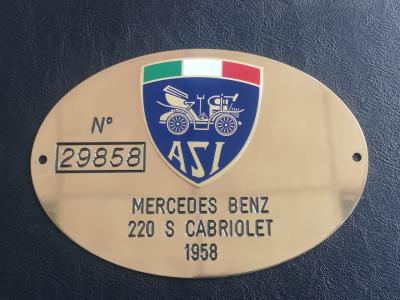 ASI
N°
29858
MERCEDES BENZ
220 S CABRIOLET
1958